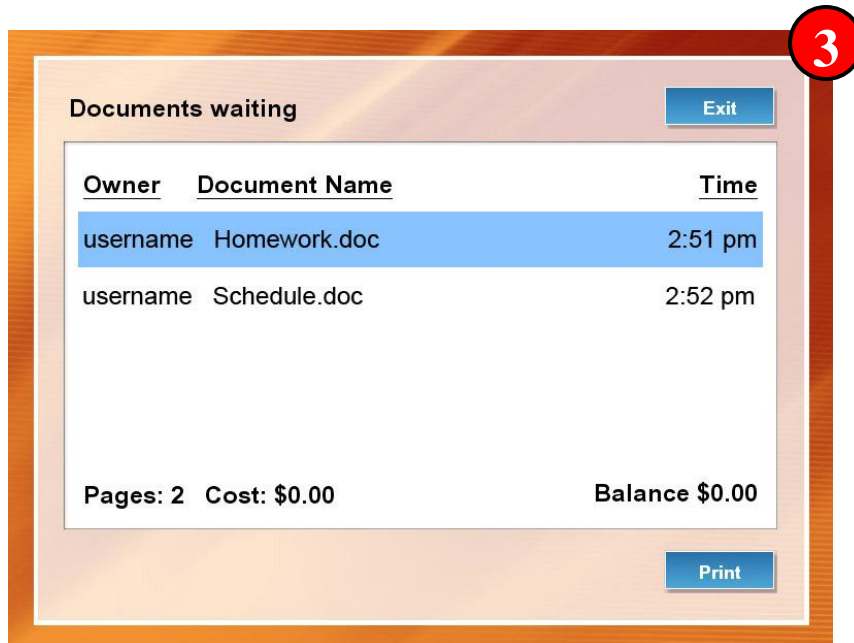 3
Documents waiting Exit
Owner Document Name Time
username Homework.doc 2:51 pm
username Schedule.doc 2:52 pm
Pages: 2 Cost: $0.00 Balance $0.00
Print